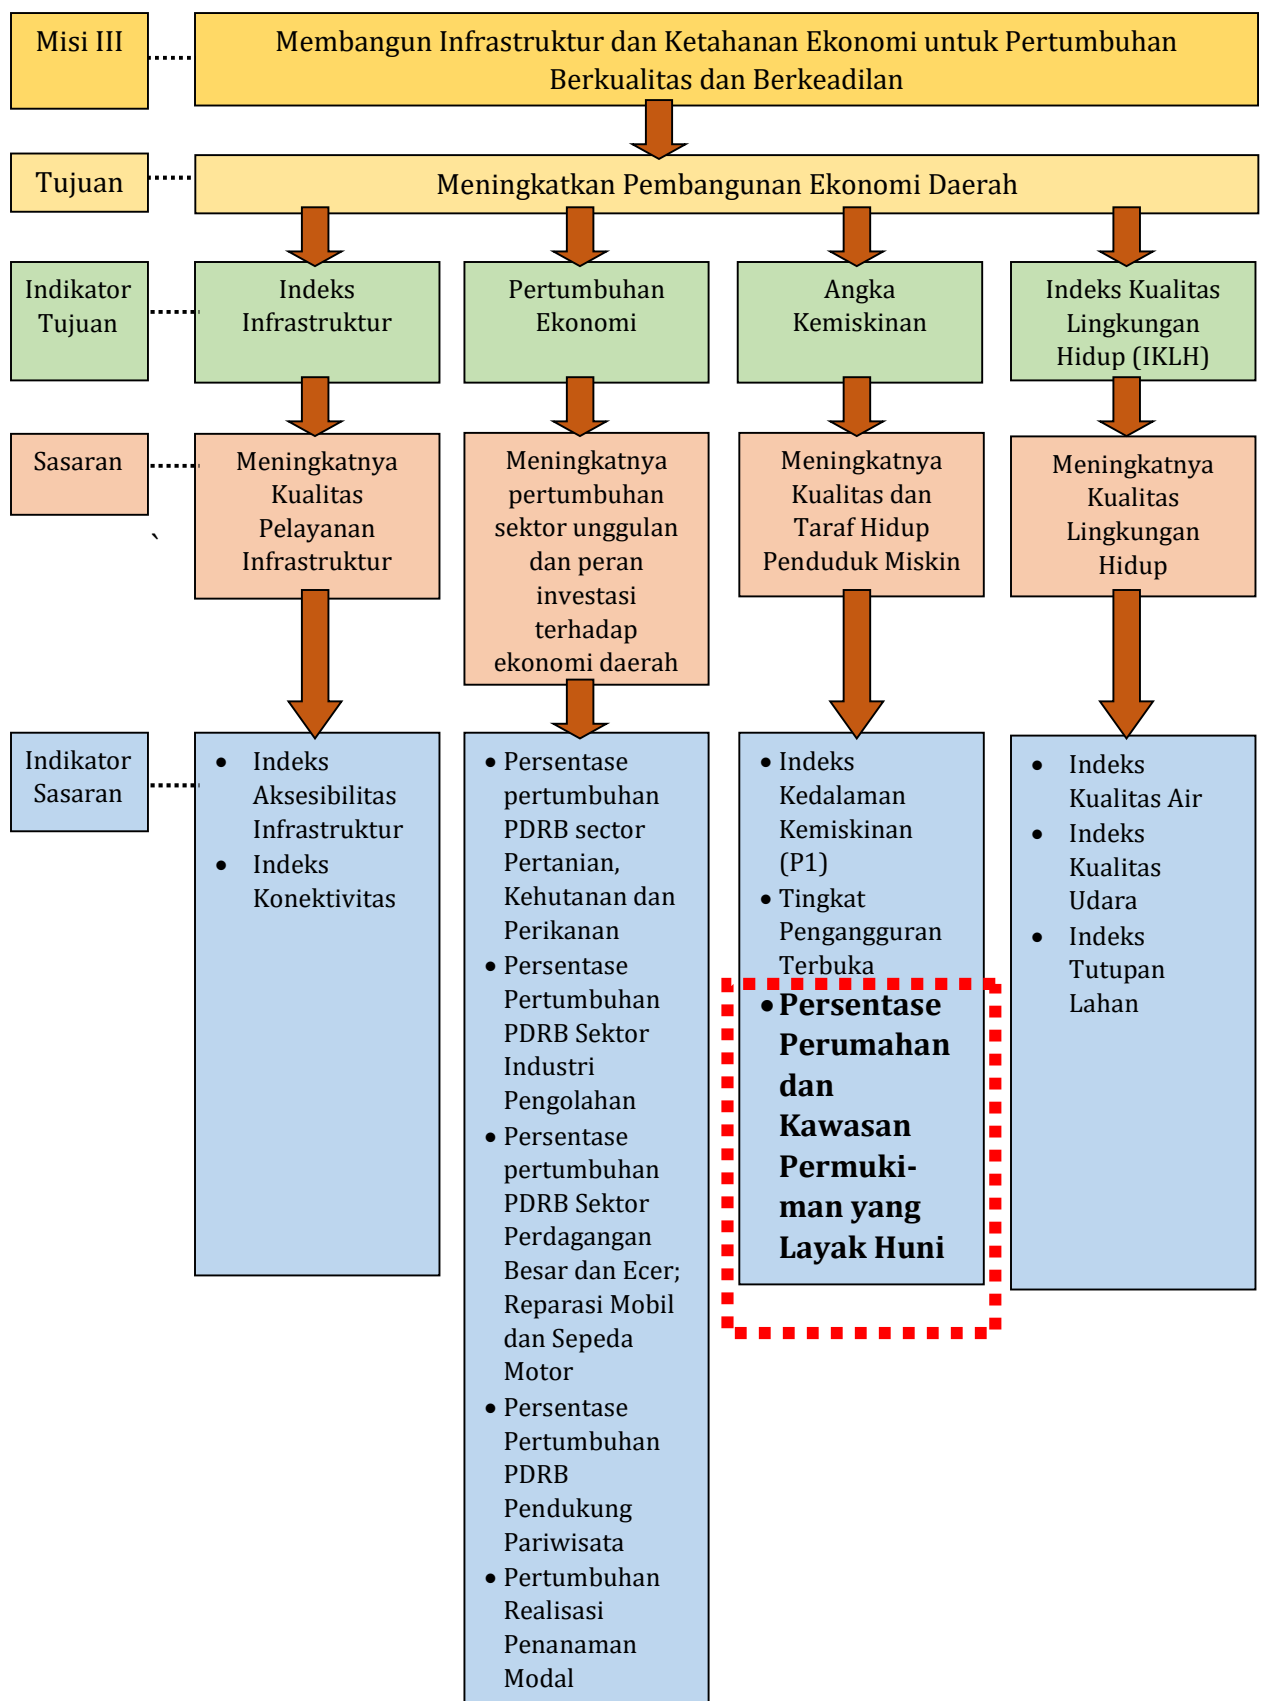 Misi III
Membangun Infrastruktur dan Ketahanan Ekonomi untuk Pertumbuhan
Berkualitas dan Berkeadilan
Tujuan
Meningkatkan Pembangunan Ekonomi Daerah
Indikator
Tujuan
Indeks
Infrastruktur
Pertumbuhan
Ekonomi
Angka
Kemiskinan
Indeks Kualitas
Lingkungan
Hidup (IKLH)
Sasaran
`
Meningkatnya
Kualitas
Pelayanan
Infrastruktur
Meningkatnya
pertumbuhan
sektor unggulan
dan peran
investasi
terhadap
ekonomi daerah
Meningkatnya
Kualitas dan
Taraf Hidup
Penduduk Miskin
Meningkatnya
Kualitas
Lingkungan
Hidup
Indikator
Sasaran
• Indeks
Aksesibilitas
Infrastruktur
• Indeks
Konektivitas
• Persentase
pertumbuhan
PDRB sector
Pertanian,
Kehutanan dan
Perikanan
• Persentase
Pertumbuhan
PDRB Sektor
Industri
Pengolahan
• Persentase
pertumbuhan
PDRB Sektor
Perdagangan
Besar dan Ecer;
Reparasi Mobil
dan Sepeda
Motor
• Persentase
Pertumbuhan
PDRB
Pendukung
Pariwisata
• Pertumbuhan
Realisasi
Penanaman
Modal
• Indeks
Kedalaman
Kemiskinan
(P1)
• Tingkat
Pengangguran
Terbuka
• Persentase
Perumahan
dan
Kawasan
Permuki-
man yang
Layak Huni
• Indeks
Kualitas Air
• Indeks
Kualitas
Udara
• Indeks
Tutupan
Lahan